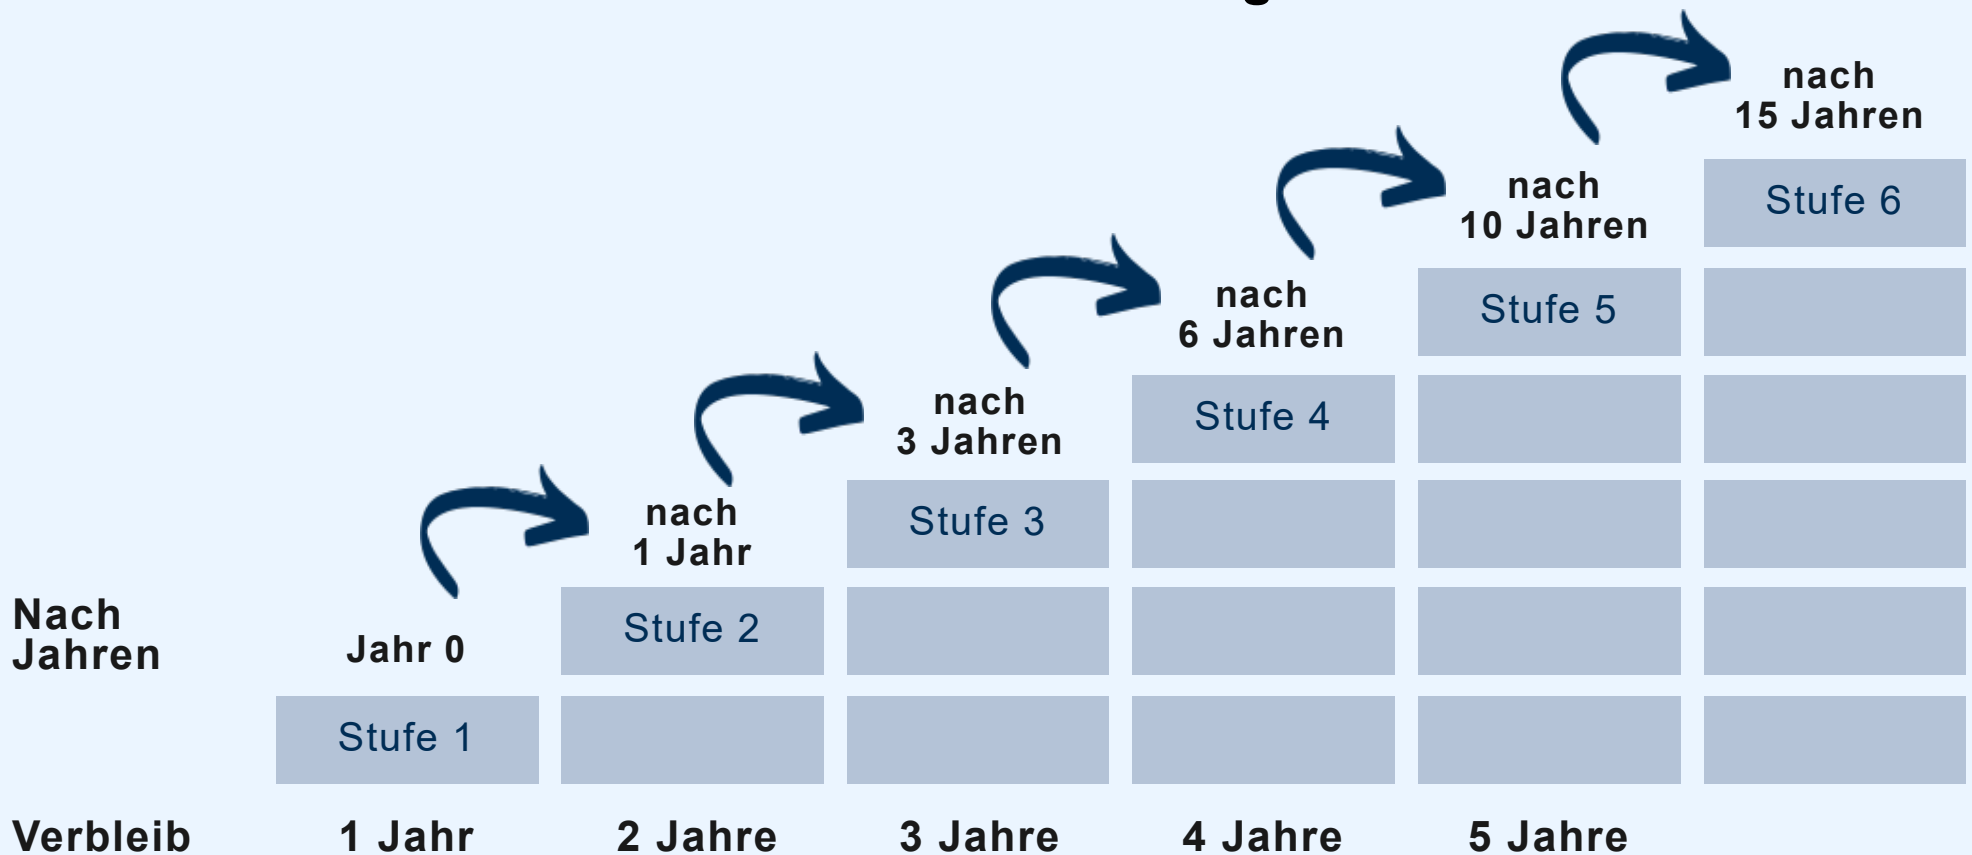 nach
15 Jahren
nach
10 Jahren
Stufe 6
nach
6 Jahren
Stufe 5
nach
3 Jahren
Stufe 4
nach
1 Jahr
Stufe 3
Nach
Jahren
Jahr 0
Stufe 2
Stufe 1
Verbleib 1 Jahr 2 Jahre 3 Jahre 4 Jahre 5 Jahre